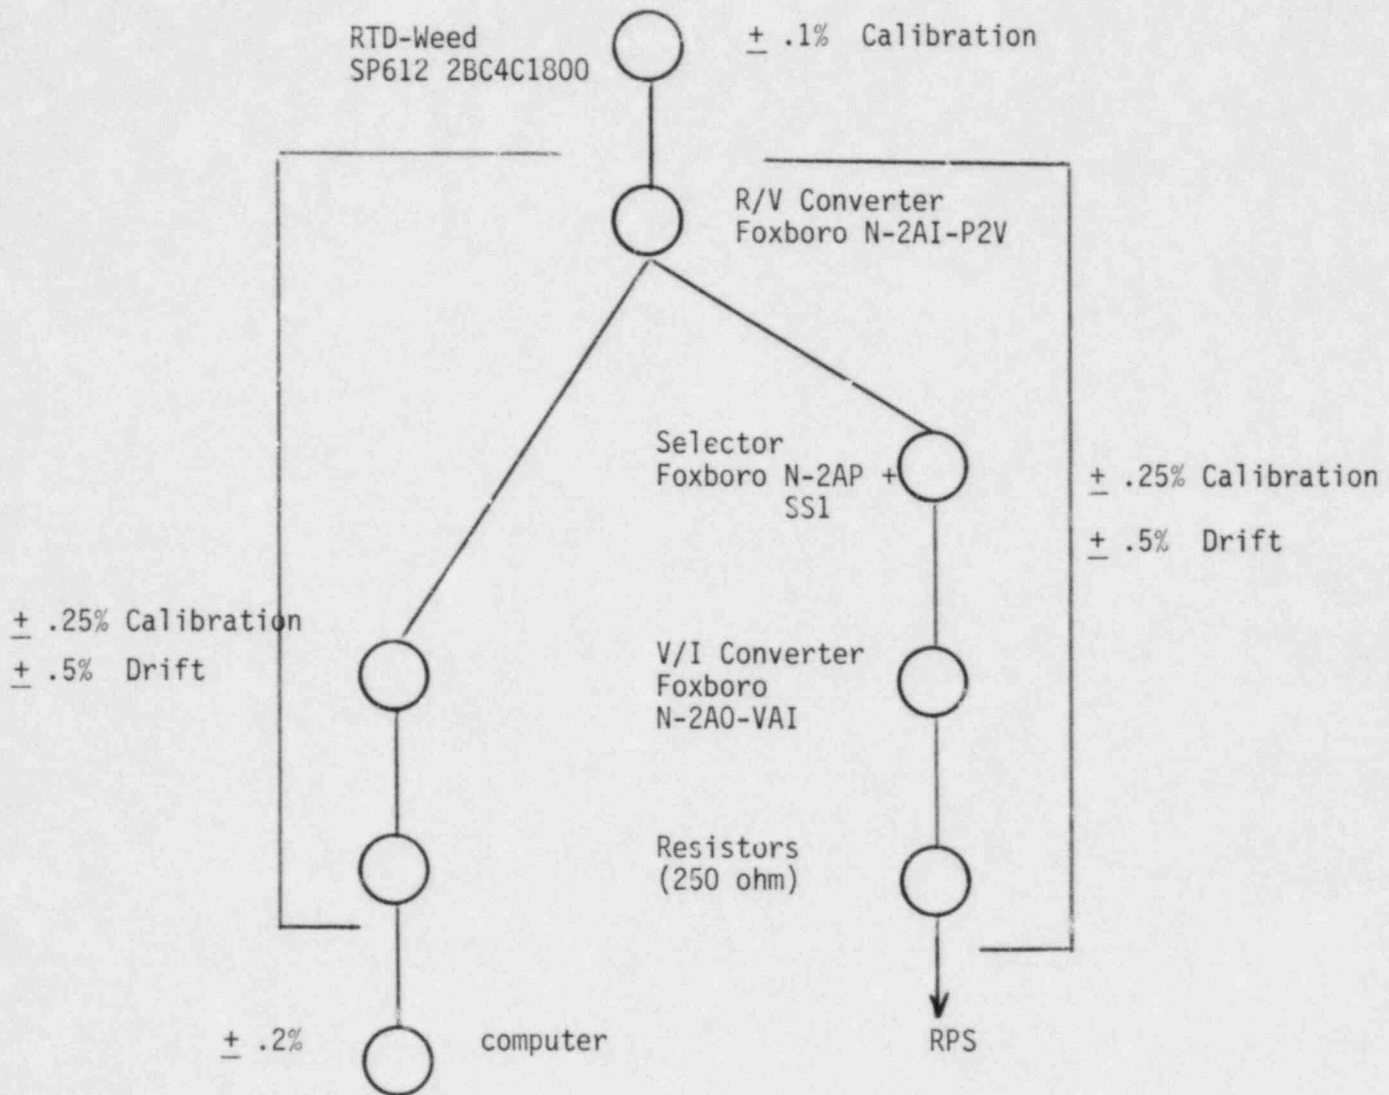 RTD-Weed
SP612 2BC4C1800
± .1% Calibration
R/V Converter
Foxboro N-2AI-P2V
Selector
Foxboro N-2AP +
SS1
± .25% Calibration
± .5% Drift
± .25% Calibration
± .5% Drift
V/I Converter
Foxboro
N-2AO-VAI
Resistors
(250 ohm)
± .2%
computer
RPS